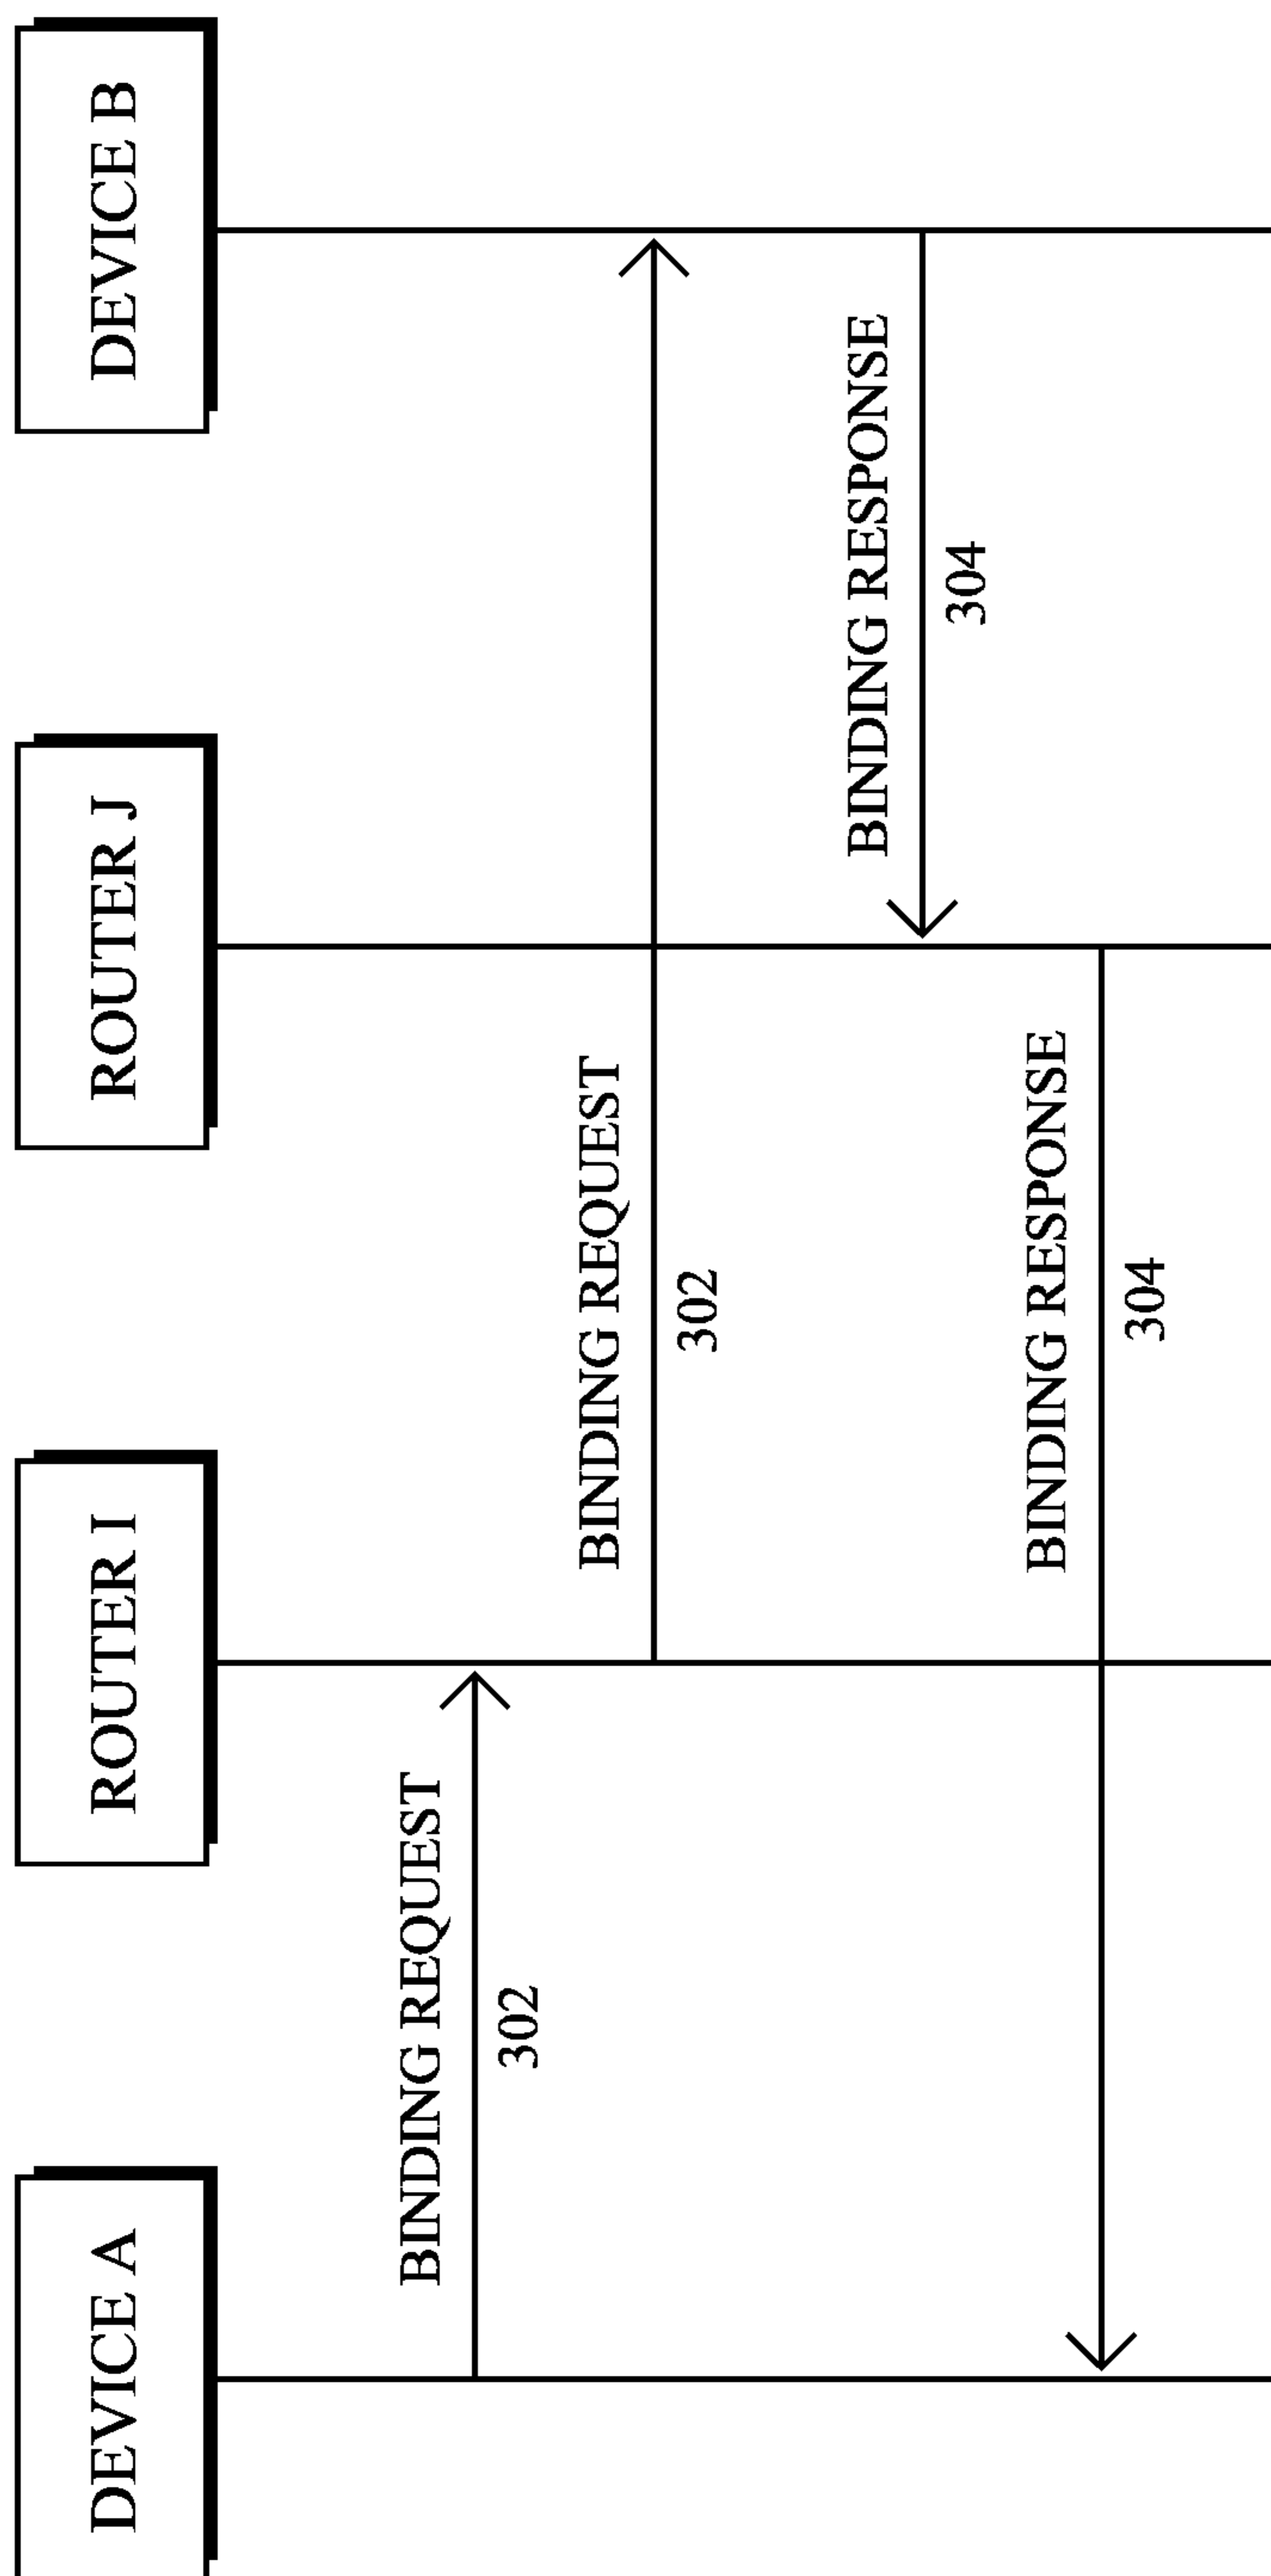 DEVICE A
ROUTER I
ROUTER J
DEVICE B
BINDING REQUEST
302
BINDING REQUEST
302
BINDING RESPONSE
304
BINDING RESPONSE
304